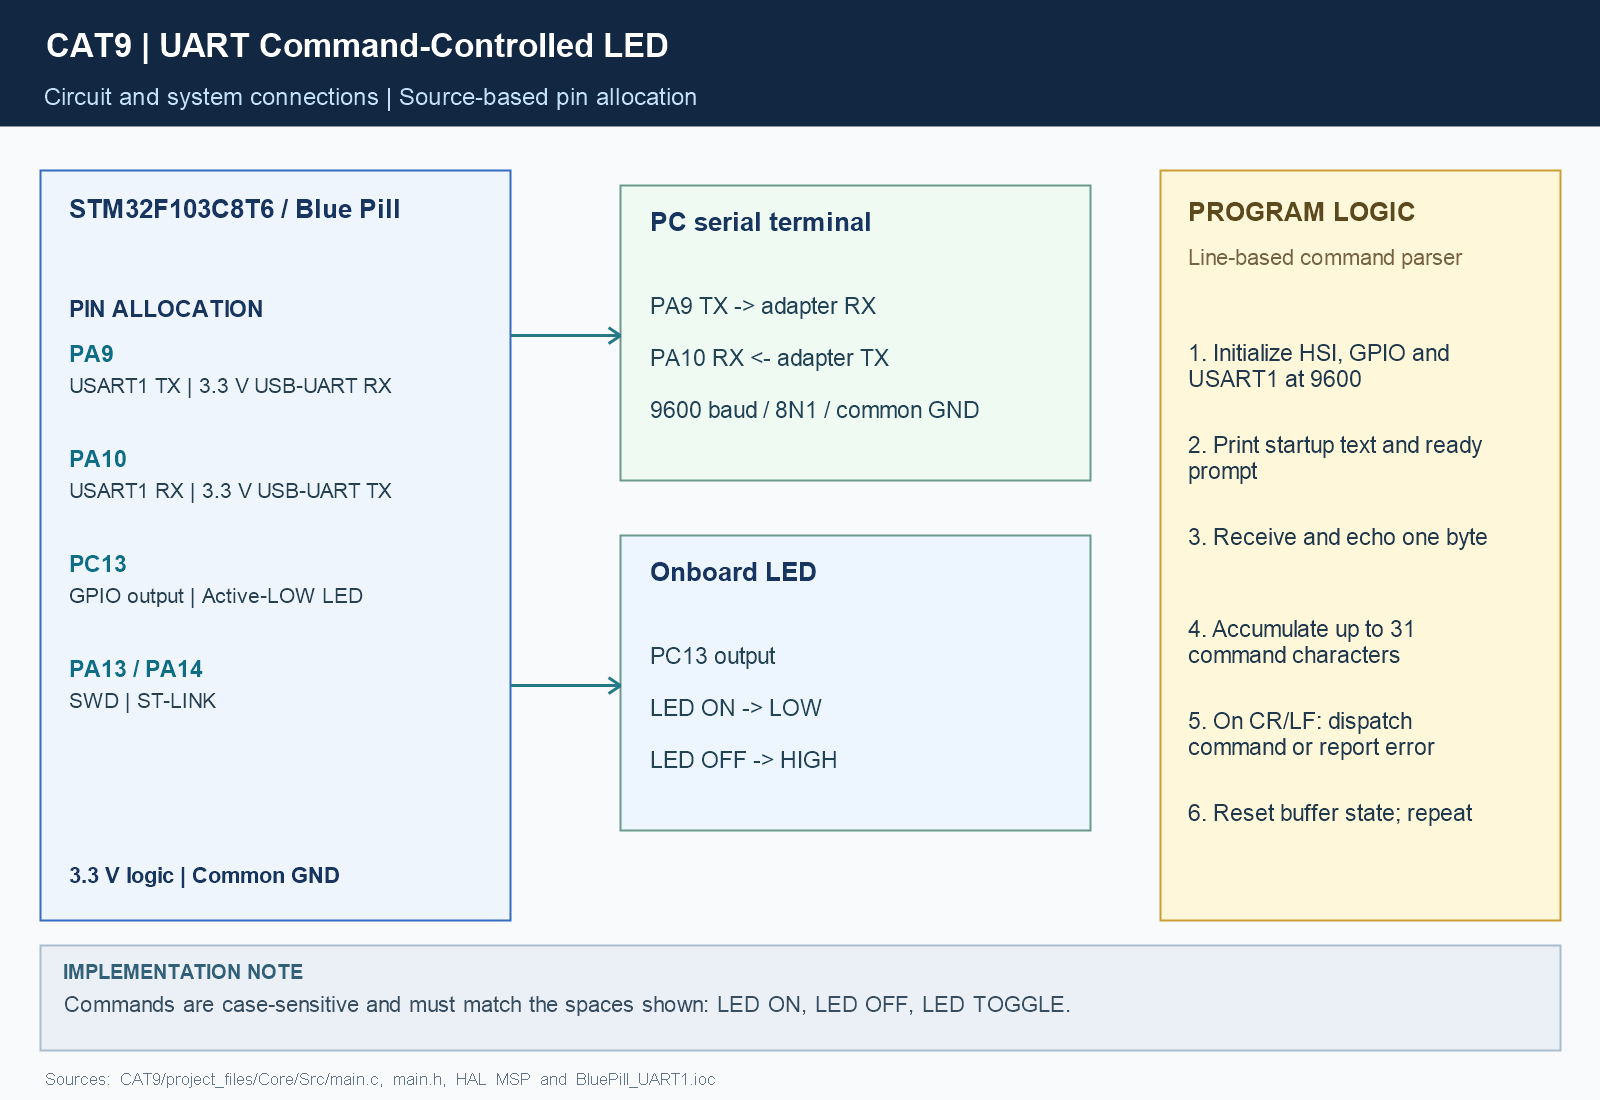 CAT9 | UART Command-Controlled LED
Circuit and system connections | Source-based pin allocation
STM32F103C8T6 / Blue Pill
PIN ALLOCATION
PA9
USART1 TX | 3.3 V USB-UART RX
PA10
USART1 RX | 3.3 V USB-UART TX
PC13
GPIO output | Active-LOW LED
PA13 / PA14
SWD | ST-LINK
3.3 V logic | Common GND
PC serial terminal
PA9 TX -> adapter RX
PA10 RX <- adapter TX
9600 baud / 8N1 / common GND
Onboard LED
PC13 output
LED ON -> LOW
LED OFF -> HIGH
PROGRAM LOGIC
Line-based command parser
1. Initialize HSI, GPIO and
USART1 at 9600
2. Print startup text and ready
prompt
3. Receive and echo one byte
4. Accumulate up to 31
command characters
5. On CR/LF: dispatch
command or report error
6. Reset buffer state; repeat
IMPLEMENTATION NOTE
Commands are case-sensitive and must match the spaces shown: LED ON, LED OFF, LED TOGGLE.
Sources: CAT9/project_files/Core/Src/main.c, main.h, HAL MSP and BluePill_UART1.ioc